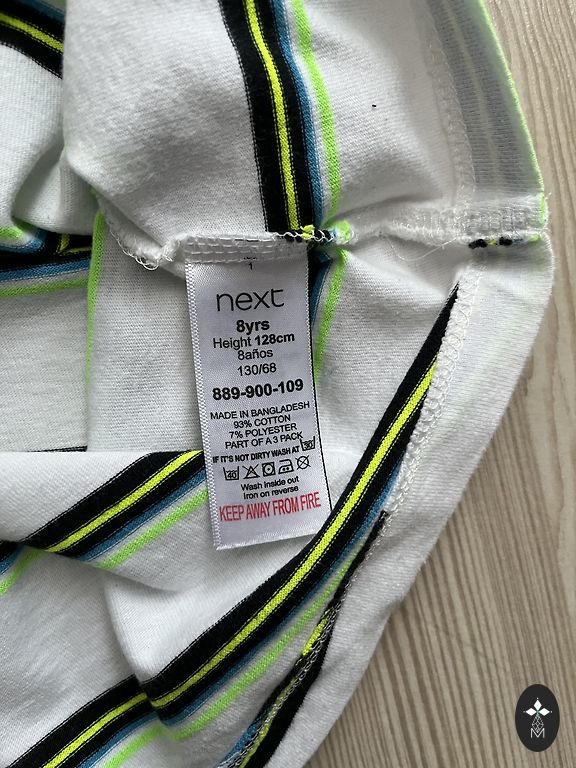 1
next
8yrs
Height 128cm
8años
130/68
889-900-109
MADE IN BANGLADESH
93% COTTON
7% POLYESTER
PART OF A 3 PACK
IF IT'S NOT DIRTY WASH AT 30
40
Wash inside out
Iron on reverse
KEEP AWAY FROM FIRE